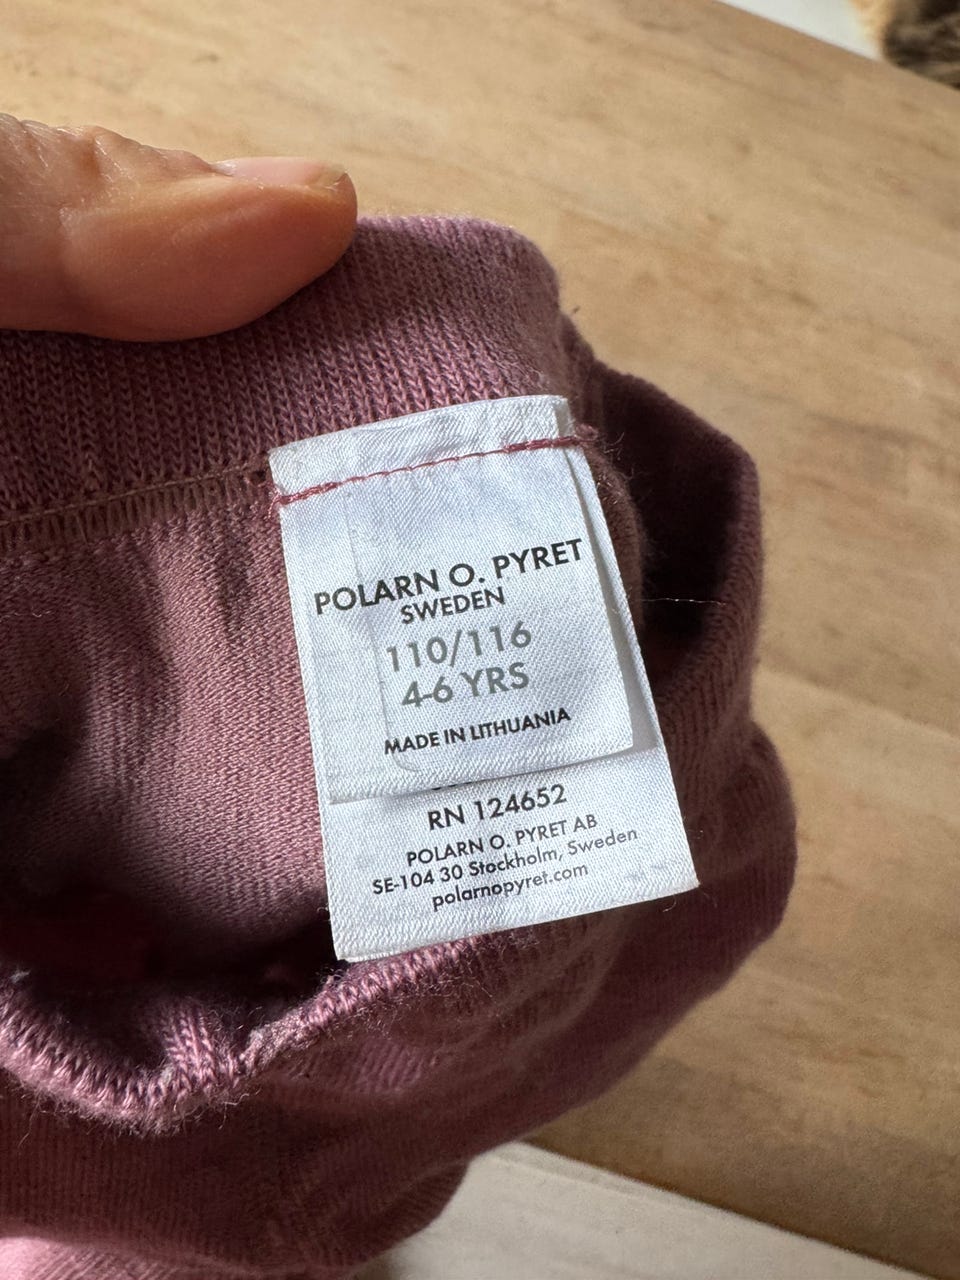 POLARN O. PYRET
SWEDEN
110/116
4-6 YRS
MADE IN LITHUANIA
RN 124652
POLARN O. PYRET AB
SE-104 30 Stockholm, Sweden
polarnopyret.com